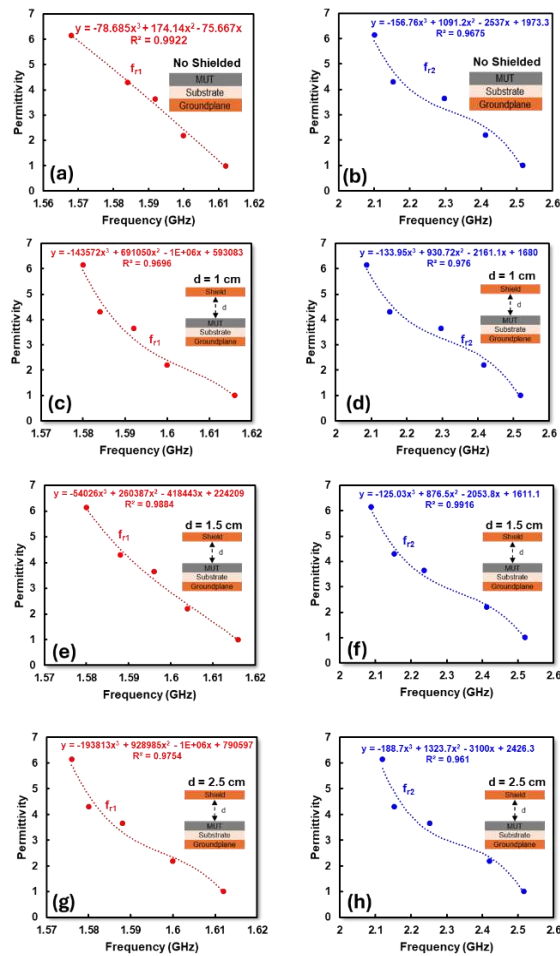 y = -78.685x³ + 174.14x² - 75.667x
R² = 0.9922
7
6
5
4
3
2
1
0
Permittivity
fr1
No Shielded
MUT
Substrate
Groundplane
(a)
1.56 1.57 1.58 1.59 1.6 1.61 1.62
Frequency (GHz)
y = -156.76x³ + 1091.2x² - 2537x + 1973.3
R² = 0.9675
7
6
5
4
3
2
1
0
Permittivity
fr2
No Shielded
MUT
Substrate
Groundplane
(b)
2 2.1 2.2 2.3 2.4 2.5 2.6
Frequency (GHz)
y = -143572x³ + 691050x² - 1E+06x + 593083
R² = 0.9696
7
6
5
4
3
2
1
0
Permittivity
fr1
d = 1 cm
Shield
d
MUT
Substrate
Groundplane
(c)
1.57 1.58 1.59 1.6 1.61 1.62
Frequency (GHz)
y = -133.95x³ + 930.72x² - 2161.1x + 1680
R² = 0.976
7
6
5
4
3
2
1
0
Permittivity
fr2
d = 1 cm
Shield
d
MUT
Substrate
Groundplane
(d)
2 2.1 2.2 2.3 2.4 2.5 2.6
Frequency (GHz)
y = -54026x³ + 260387x² - 418443x + 224209
R² = 0.9884
7
6
5
4
3
2
1
0
Permittivity
fr1
d = 1.5 cm
Shield
d
MUT
Substrate
Groundplane
(e)
1.57 1.58 1.59 1.6 1.61 1.62
Frequency (GHz)
y = -125.03x³ + 876.5x² - 2053.8x + 1611.1
R² = 0.9916
7
6
5
4
3
2
1
0
Permittivity
fr2
d = 1.5 cm
Shield
d
MUT
Substrate
Groundplane
(f)
2 2.1 2.2 2.3 2.4 2.5 2.6
Frequency (GHz)
y = -193813x³ + 928985x² - 1E+06x + 790597
R² = 0.9754
7
6
5
4
3
2
1
0
Permittivity
fr1
d = 2.5 cm
Shield
d
MUT
Substrate
Groundplane
(g)
1.57 1.58 1.59 1.6 1.61 1.62
Frequency (GHz)
y = -188.7x³ + 1323.7x² - 3100x + 2426.3
R² = 0.961
7
6
5
4
3
2
1
0
Permittivity
fr2
d = 2.5 cm
Shield
d
MUT
Substrate
Groundplane
(h)
2 2.1 2.2 2.3 2.4 2.5 2.6
Frequency (GHz)